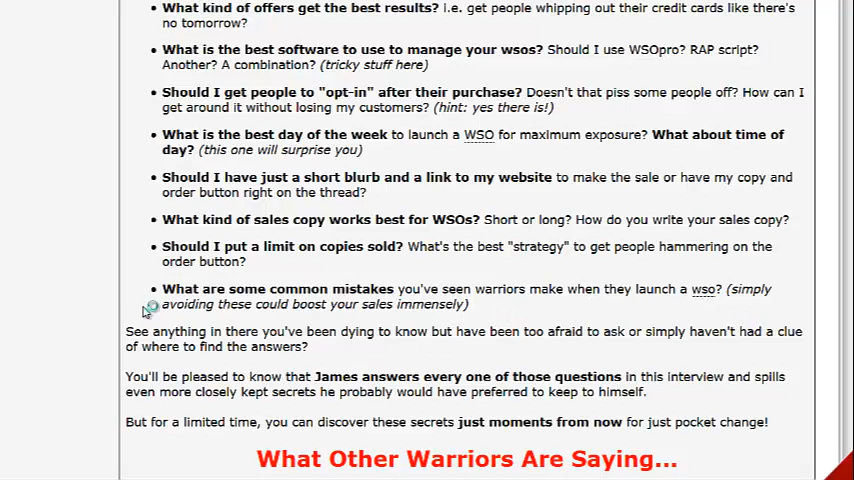 • What kind of offers get the best results? i.e. get people whipping out their credit cards like there's
no tomorrow?
• What is the best software to use to manage your wsos? Should I use WSOpro? RAP script?
Another? A combination? (tricky stuff here)
• Should I get people to "opt-in" after their purchase? Doesn't that piss some people off? How can I
get around it without losing my customers? (hint: yes there is!)
• What is the best day of the week to launch a WSO for maximum exposure? What about time of
day? (this one will surprise you)
• Should I have just a short blurb and a link to my website to make the sale or have my copy and
order button right on the thread?
• What kind of sales copy works best for WSOs? Short or long? How do you write your sales copy?
• Should I put a limit on copies sold? What's the best "strategy" to get people hammering on the
order button?
• What are some common mistakes you've seen warriors make when they launch a wso? (simply
avoiding these could boost your sales immensely)
See anything in there you've been dying to know but have been too afraid to ask or simply haven't had a clue
of where to find the answers?
You'll be pleased to know that James answers every one of those questions in this interview and spills
even more closely kept secrets he probably would have preferred to keep to himself.
But for a limited time, you can discover these secrets just moments from now for just pocket change!
What Other Warriors Are Saying...